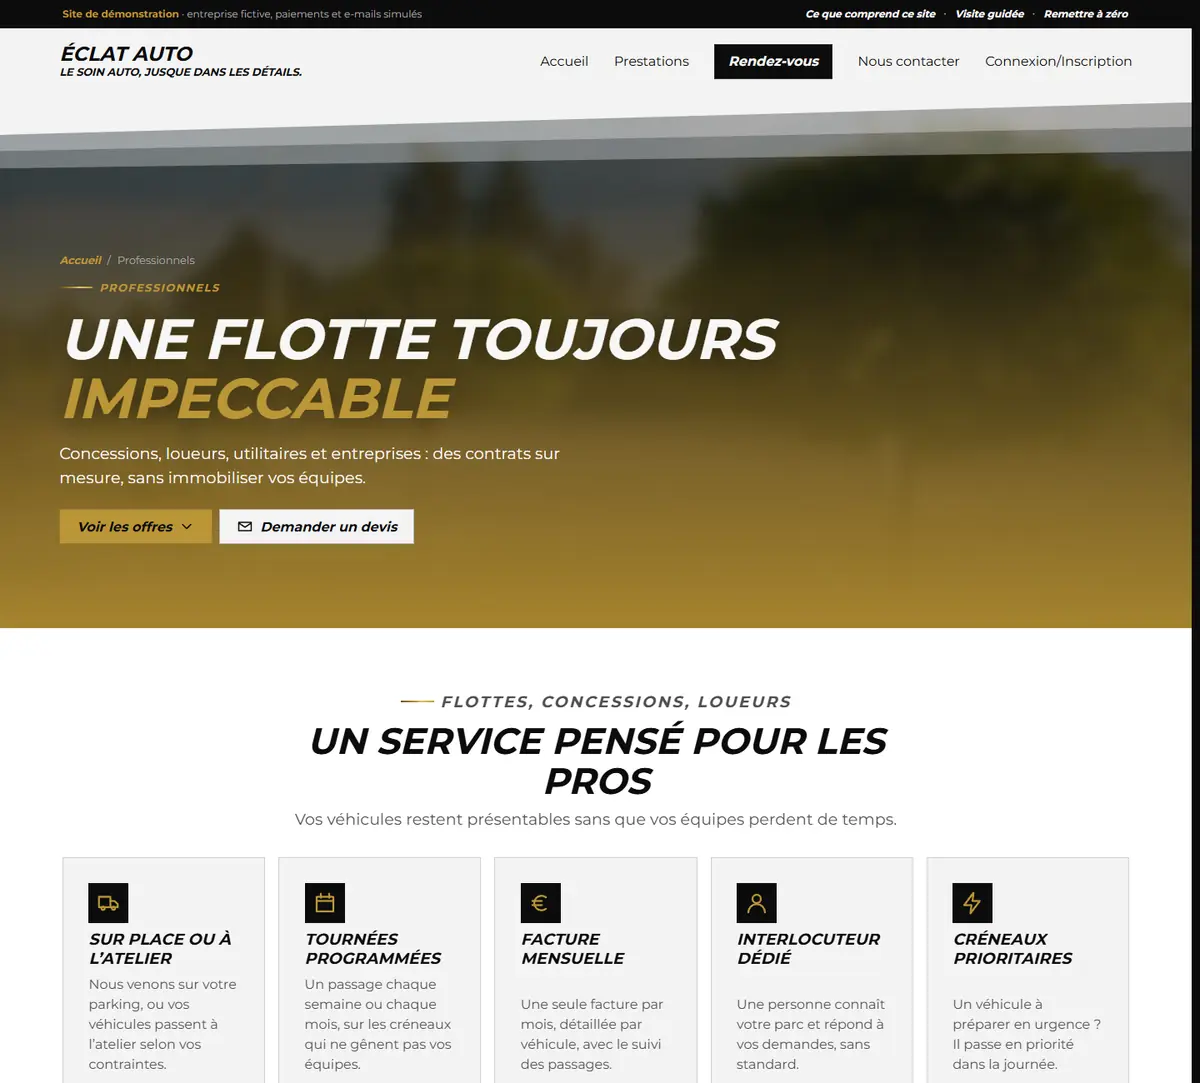 Site de démonstration · entreprise fictive, paiements et e-mails simulés
Ce que comprend ce site · Visite guidée · Remettre à zéro
ÉCLAT AUTO
LE SOIN AUTO, JUSQUE DANS LES DÉTAILS.
Accueil Prestations Rendez-vous Nous contacter Connexion/Inscription
Accueil / Professionnels
PROFESSIONNELS
UNE FLOTTE TOUJOURS
IMPECCABLE
Concessions, loueurs, utilitaires et entreprises : des contrats sur
mesure, sans immobiliser vos équipes.
Voir les offres
Demander un devis
FLOTTES, CONCESSIONS, LOUEURS
UN SERVICE PENSÉ POUR LES
PROS
Vos véhicules restent présentables sans que vos équipes perdent de temps.
SUR PLACE OU À
L’ATELIER
Nous venons sur votre
parking, ou vos
véhicules passent à
l’atelier selon vos
contraintes.
TOURNÉES
PROGRAMMÉES
Un passage chaque
semaine ou chaque
mois, sur les créneaux
qui ne gênent pas vos
équipes.
FACTURE
MENSUELLE
Une seule facture par
mois, détaillée par
véhicule, avec le suivi
des passages.
INTERLOCUTEUR
DÉDIÉ
Une personne connaît
votre parc et répond à
vos demandes, sans
standard.
CRÉNEAUX
PRIORITAIRES
Un véhicule à
préparer en urgence ?
Il passe en priorité
dans la journée.